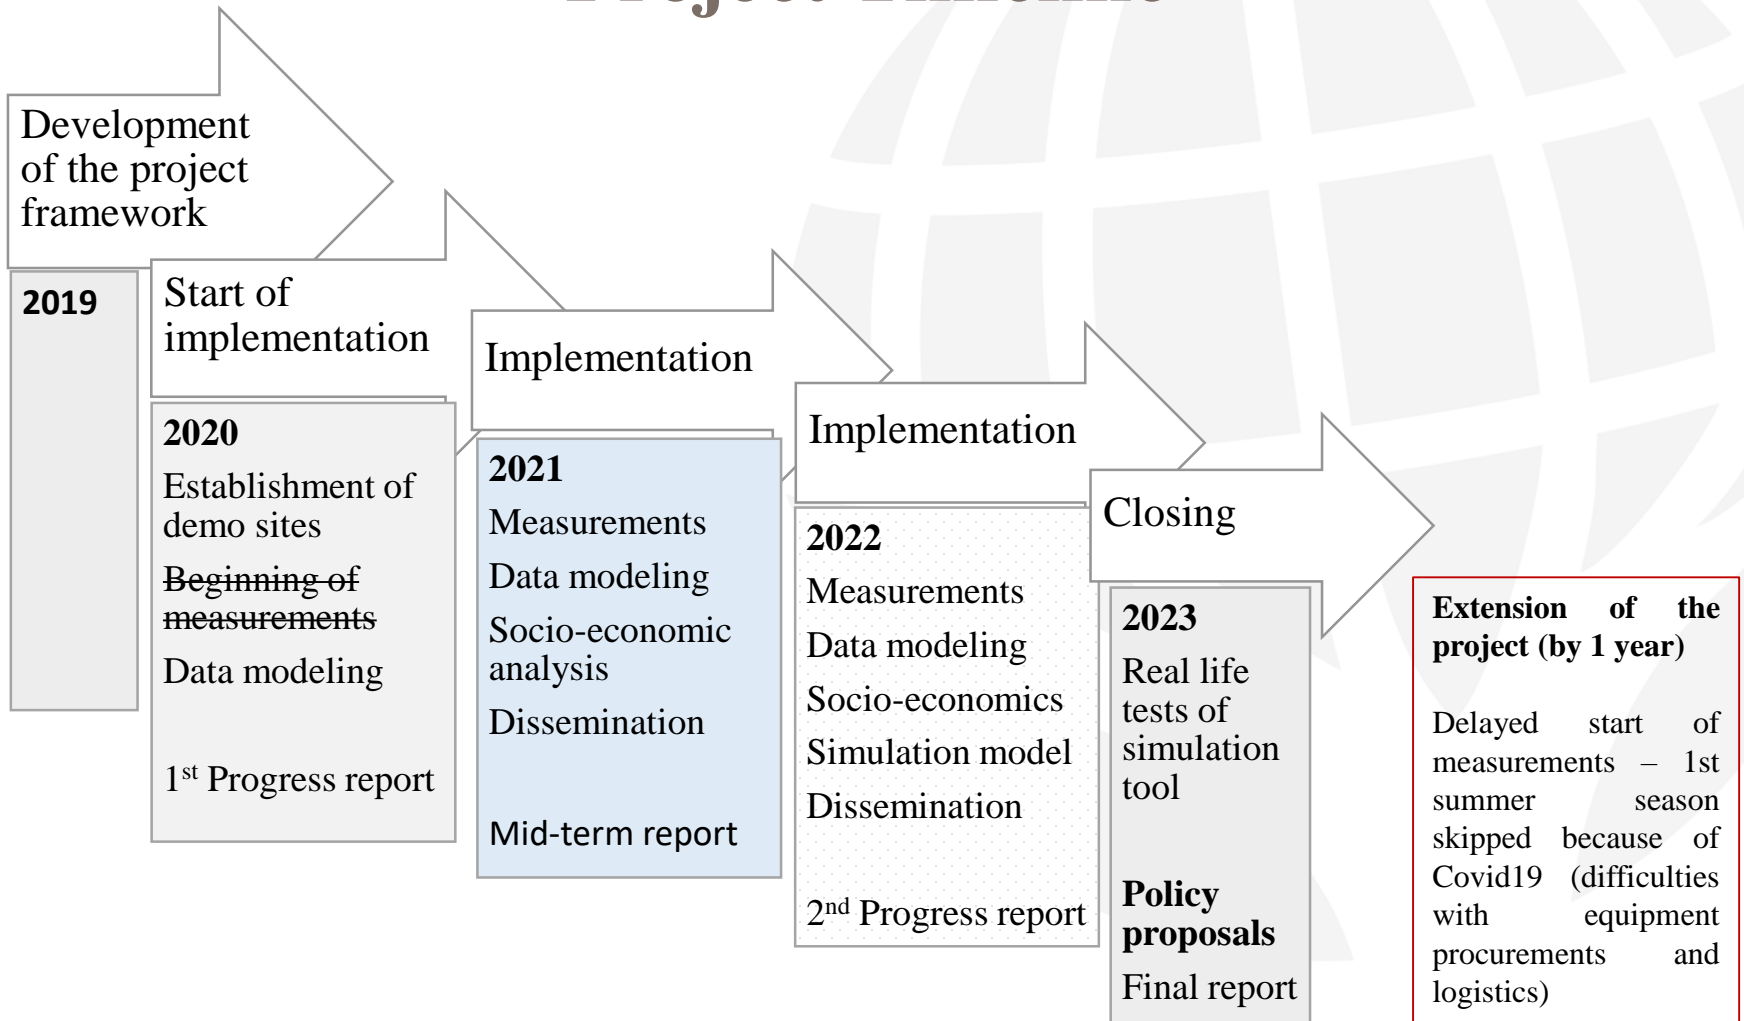 Project Timeline
Development
of the project
framework
2019
Start of
implementation
2020
Establishment of
demo sites
Beginning of
measurements
Data modeling
1st Progress report
Implementation
2021
Measurements
Data modeling
Socio-economic
analysis
Dissemination
Mid-term report
Implementation
2022
Measurements
Data modeling
Socio-economics
Simulation model
Dissemination
2nd Progress report
Closing
2023
Real life
tests of
simulation
tool
Policy
proposals
Final report
Extension of the
project (by 1 year)
Delayed start of
measurements – 1st
summer season
skipped because of
Covid19 (difficulties
with equipment
procurements and
logistics)